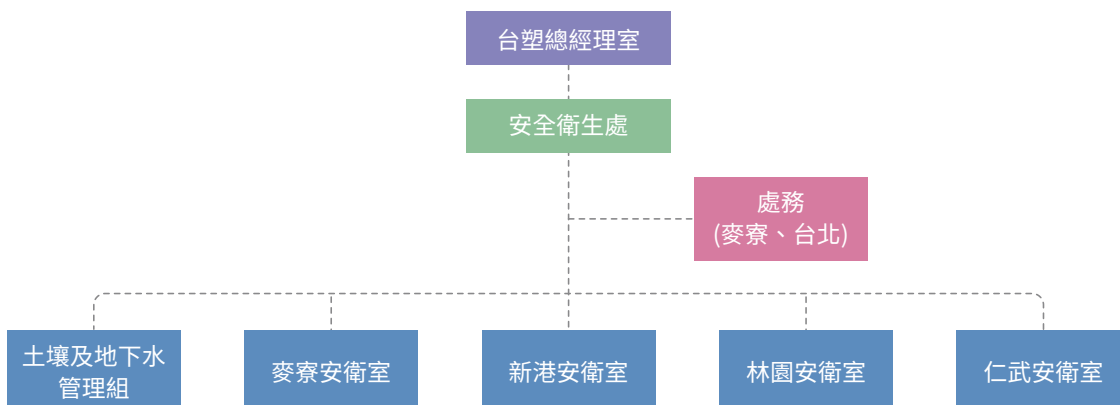 台塑總經理室
安全衛生處
處務
(麥寮、台北)
土壤及地下水
管理組
麥寮安衛室
新港安衛室
林園安衛室
仁武安衛室